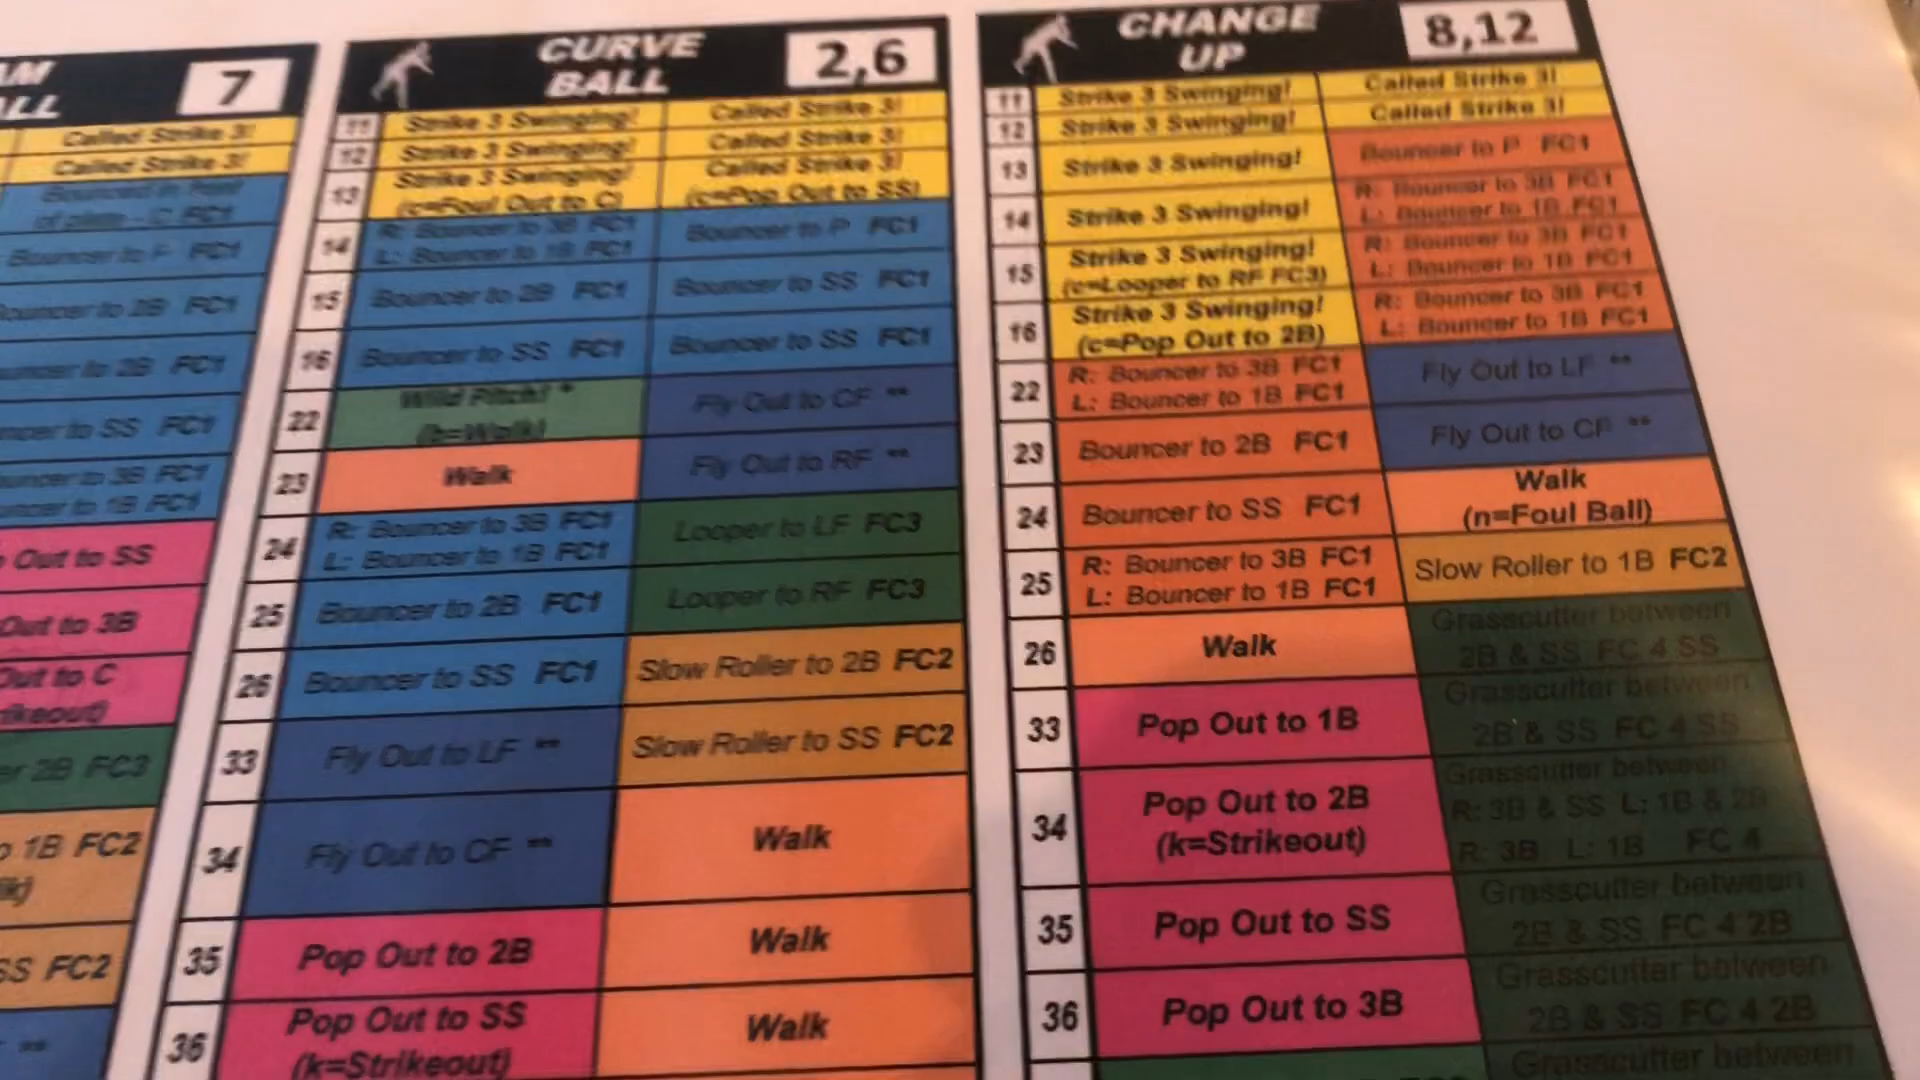 7
Called Strike 3!
Called Strike 3!
of plate - C FC1
Bouncer to P FC1
Bouncer to 2B FC1
to 2B FC1
to SS FC1
3B FC1
1B FC1
Out to SS
Out to 3B
Out to C
2B FC3
1B FC2
SS FC2
**
CURVE
BALL
2,6
11 Strike 3 Swinging! Called Strike 3!
12 Strike 3 Swinging! Called Strike 3!
13 Strike 3 Swinging! Called Strike 3!
(c=Foul Out to C) (c=Pop Out to SS)
14 R: Bouncer to 3B FC1 Bouncer to P FC1
L: Bouncer to 1B FC1
15 Bouncer to 2B FC1 Bouncer to SS FC1
16 Bouncer to SS FC1 Bouncer to SS FC1
22 Wild Pitch! * Fly Out to CF **
(b=Walk)
23 Walk Fly Out to RF **
24 R: Bouncer to 3B FC1 Looper to LF FC3
L: Bouncer to 1B FC1
25 Bouncer to 2B FC1 Looper to RF FC3
26 Bouncer to SS FC1 Slow Roller to 2B FC2
33 Fly Out to LF ** Slow Roller to SS FC2
34 Fly Out to CF ** Walk
35 Pop Out to 2B Walk
36 Pop Out to SS Walk
(k=Strikeout)
CHANGE
UP
8,12
11 Strike 3 Swinging! Called Strike 3!
12 Strike 3 Swinging! Called Strike 3!
13 Strike 3 Swinging! Bouncer to P FC1
14 Strike 3 Swinging! R: Bouncer to 3B FC1
L: Bouncer to 1B FC1
15 Strike 3 Swinging! R: Bouncer to 3B FC1
(c=Looper to RF FC3) L: Bouncer to 1B FC1
16 Strike 3 Swinging! R: Bouncer to 3B FC1
(c=Pop Out to 2B) L: Bouncer to 1B FC1
22 R: Bouncer to 3B FC1 Fly Out to LF **
L: Bouncer to 1B FC1
23 Bouncer to 2B FC1 Fly Out to CF **
24 Bouncer to SS FC1 Walk
(n=Foul Ball)
25 R: Bouncer to 3B FC1 Slow Roller to 1B FC2
L: Bouncer to 1B FC1
26 Walk Grasscutter between
2B & SS FC 4 SS
33 Pop Out to 1B Grasscutter between
2B & SS FC 4 SS
34 Pop Out to 2B Grasscutter between
(k=Strikeout) R: 3B & SS L: 1B & 2B
R: 3B L: 1B FC 4
35 Pop Out to SS Grasscutter between
2B & SS FC 4 2B
36 Pop Out to 3B Grasscutter between
2B & SS FC 4 2B
Grasscutter between